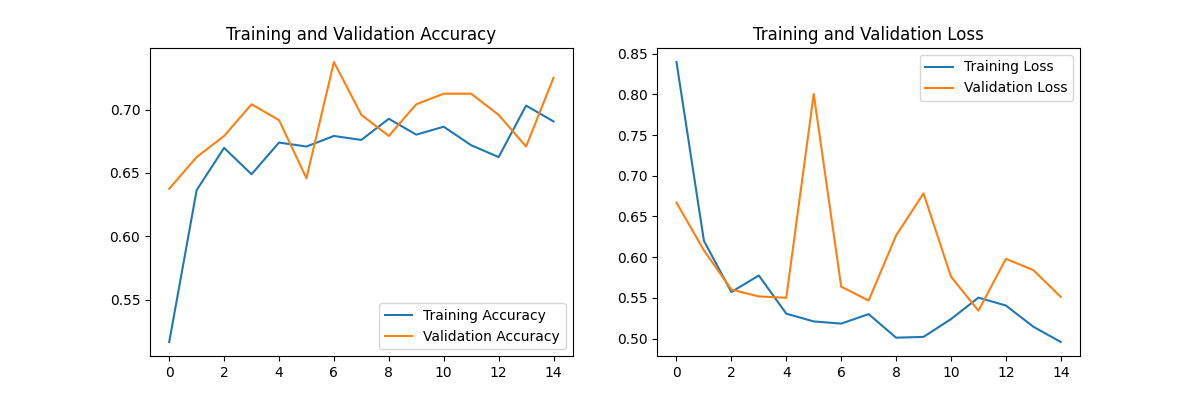 Training and Validation Accuracy
0.70
0.65
0.60
0.55
Training Accuracy
Validation Accuracy
0 2 4 6 8 10 12 14
Training and Validation Loss
0.85
0.80
0.75
0.70
0.65
0.60
0.55
0.50
Training Loss
Validation Loss
0 2 4 6 8 10 12 14